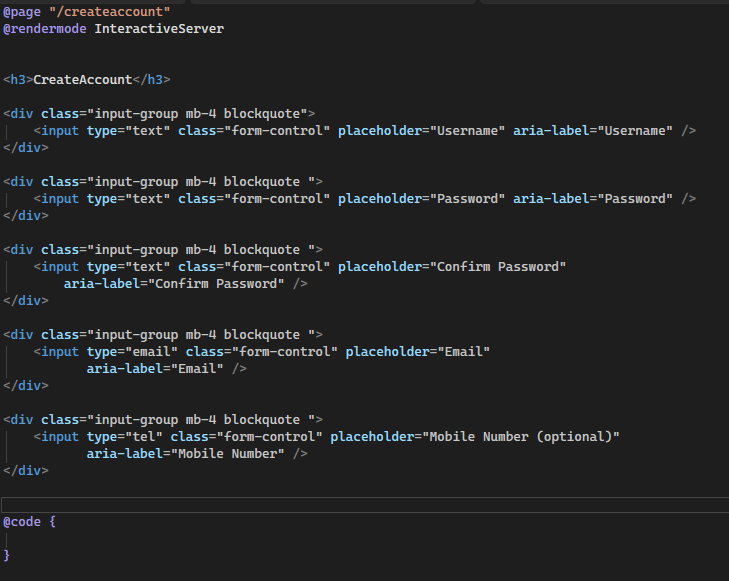 @page "/createaccount"
@rendermode InteractiveServer
<h3>CreateAccount</h3>
<div class="input-group mb-4 blockquote">
<input type="text" class="form-control" placeholder="Username" aria-label="Username" />
</div>
<div class="input-group mb-4 blockquote ">
<input type="text" class="form-control" placeholder="Password" aria-label="Password" />
</div>
<div class="input-group mb-4 blockquote ">
<input type="text" class="form-control" placeholder="Confirm Password"
aria-label="Confirm Password" />
</div>
<div class="input-group mb-4 blockquote ">
<input type="email" class="form-control" placeholder="Email"
aria-label="Email" />
</div>
<div class="input-group mb-4 blockquote ">
<input type="tel" class="form-control" placeholder="Mobile Number (optional)"
aria-label="Mobile Number" />
</div>
@code {
}